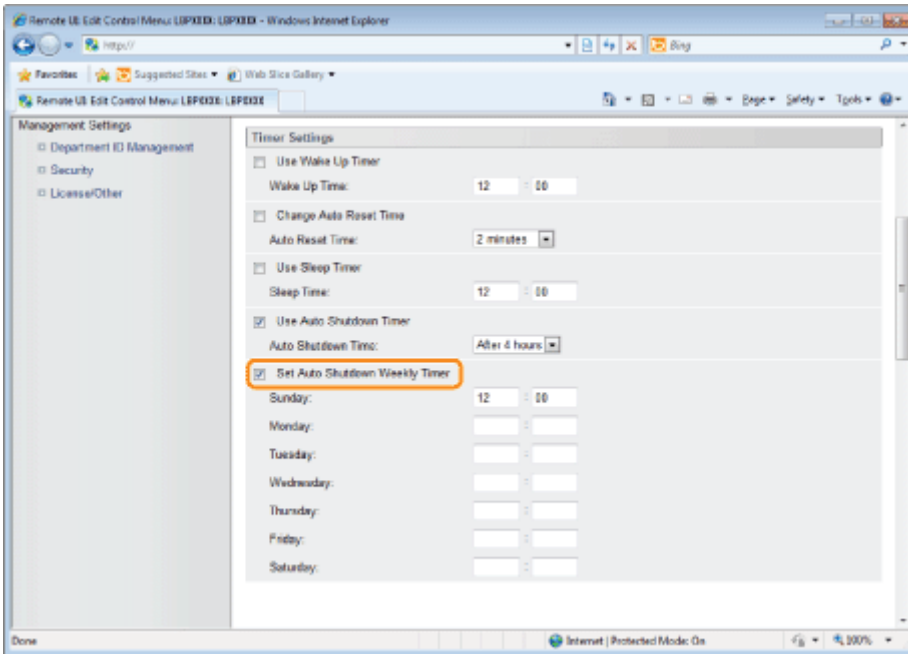 Remote UI: Edit Control Menu: LBPXXXX: LBPXXXX - Windows Internet Explorer
http://
Bing
Favorites Suggested Sites Web Slice Gallery
Remote UI: Edit Control Menu: LBPXXXX: LBPXXXX
Page Safety Tools
Management Settings
Department ID Management
Security
License/Other
Timer Settings
Use Wake Up Timer
Wake Up Time: 12 : 00
Change Auto Reset Time
Auto Reset Time: 2 minutes
Use Sleep Timer
Sleep Time: 12 : 00
Use Auto Shutdown Timer
Auto Shutdown Time: After 4 hours
Set Auto Shutdown Weekly Timer
Sunday: 12 : 00
Monday: :
Tuesday: :
Wednesday: :
Thursday: :
Friday: :
Saturday: :
Done
Internet | Protected Mode: On
100%